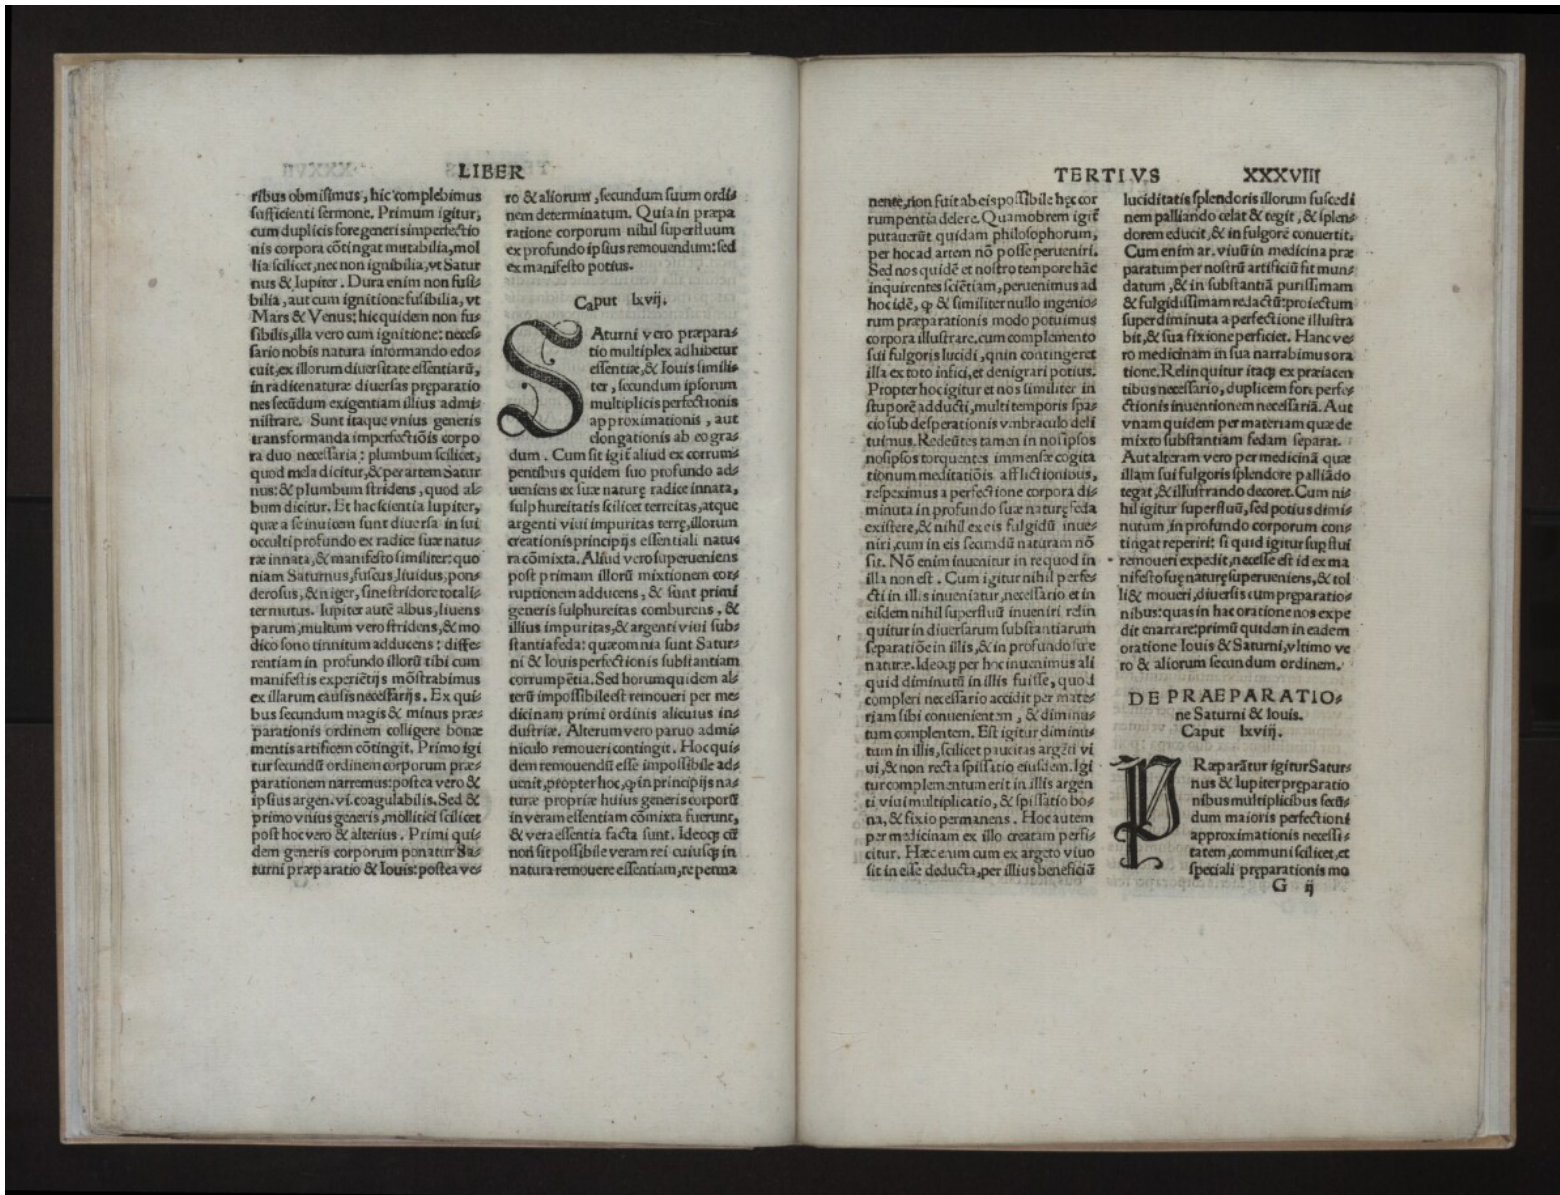 LIBER
ribus obmisimus, hic complebimus
sufficienti sermone. Primum igitur,
cum duplicis fore generis imperfectio
nis corpora cõtingat mutabilia, mol
lia scilicet, nec non ignibilia, vt Satur
nus & Iupiter. Dura enim non fusi-
bilia, aut cum ignitione fusibilia, vt
Mars & Venus: hic quidem non fu-
sibilis, illa vero cum ignitione: neces-
sario nobis natura informando edo-
cuit, ex illorum diuersitate essentiarũ,
in radice naturæ diuersas pręparatio
nes secũdum exigentiam illius admi-
nistrare. Sunt itaque vnius generis
transformanda imperfectiõis corpo
ra duo necessaria: plumbum scilicet,
quod mela dicitur, & per artem Satur
nus: & plumbum stridens, quod al-
bum dicitur. Et hac scientia Iupiter,
quæ a se inuicem sunt diuersa in sui
occulti profundo ex radice suæ natu-
ræ innata, & manifesto similiter: quo
niam Saturnus, fuscus, liuidus, pon-
derosus, & niger, sine stridore totali-
ter mutus. Iupiter autẽ albus, liuens
parum, multum vero stridens, & mo
dico sono tinnitum adducens: diffe-
rentiam in profundo illorũ tibi cum
manifestis experiẽtijs mõstrabimus
ex illarum causis necessarijs. Ex qui-
bus secundum magis & minus præ-
parationis ordinem colligere bonæ
mentis artificem cõtingit. Primo igi
tur secundũ ordinem corporum præ-
parationem narremus: postea vero &
ipsius argen. vi. coagulabilis. Sed &
primo vnius generis, mollitiei scilicet
post hoc vero & alterius. Primi qui-
dem generis corporum ponatur Sa-
turni præparatio & Iouis: postea ve-
ro & aliorum, secundum suum ordi-
nem determinatum. Quia in præpa
ratione corporum nihil superfluum
ex profundo ipsius remouendum: sed
ex manifesto potius.
Caput lxvij.
SAturni vero præpara-
tio multiplex adhibetur
essentiæ, & Iouis simili-
ter, secundum ipsorum
multiplicis perfectionis
approximationis, aut
elongationis ab eo gra-
dum. Cum sit igit̃ aliud ex corrum-
pentibus quidem suo profundo ad-
ueniens ex suæ naturę radice innata,
sulphureitatis scilicet terreitas, atque
argenti viui impuritas terrę, illorum
creationis principijs essentiali natu-
ra cõmixta. Aliud vero superueniens
post primam illorũ mixtionem cor-
ruptionem adducens, & sunt primi
generis sulphureitas comburens, &
illius impuritas, & argenti viui sub-
stantia feda: quæ omnia sunt Satur-
ni & Iouis perfectionis substantiam
corrumpẽtia. Sed horum quidem al-
terũ impossibile est remoueri per me-
dicinam primi ordinis alicuius in-
dustriæ. Alterum vero paruo admi-
niculo remoueri contingit. Hoc qui-
dem remouendũ esse impossibile ad-
uenit, propter hoc, ꝙ in principijs na-
turæ propriæ huius generis corporũ
in veram essentiam cõmixta fuerunt,
& vera essentia facta sunt. Ideoqȝ cũ
non sit possibile veram rei cuiusqȝ in
natura remouere essentiam, re perma
TERTIVS XXXVIII
nente, non fuit ab eis possibile hęc cor
rumpentia delere. Quamobrem igit̃
putauerũt quidam philosophorum,
per hoc ad artem nõ posse perueniri.
Sed nos quidẽ et nostro tempore hãc
inquirentes sciẽtiam, peruenimus ad
hoc idẽ, ꝙ & similiter nullo ingenio-
rum præparationis modo potuimus
corpora illustrare, cum complemento
sui fulgoris lucidi, quin contingeret
illa ex toto infici, et denigrari potius.
Propter hoc igitur et nos similiter in
stuporẽ adducti, multi temporis spa-
cio sub desperationis vmbraculo deli
tuimus. Redeũtes tamen in nosipsos
nosipsos torquentes immensæ cogita
tionum meditatiõis afflictionibus,
respeximus a perfectione corpora di-
minuta in profundo suæ naturę feda
existere, & nihil ex eis fulgidũ inue-
niri, cum in eis secundũ naturam nõ
sit. Nõ enim inuenitur in re quod in
illa non est. Cum igitur nihil perfe-
cti in illis inueniatur, necessario et in
eisdem nihil superfluũ inueniri relin
quitur in diuersarum substantiarum
separatiõe in illis, & in profundo suæ
naturæ. Ideoqȝ per hoc inuenimus ali
quid diminutũ in illis fuisse, quod
compleri necessario accidit per mate-
riam sibi conuenientem, & diminu-
tum complentem. Est igitur diminu-
tum in illis, scilicet paucitas argẽti vi
ui, & non recta spissatio eiusdem. Igi
tur complementum erit in illis argen
ti viui multiplicatio, & spissatio bo-
na, & fixio permanens. Hoc autem
per medicinam ex illo creatam perfi-
citur. Hæc enim cum ex argẽto viuo
sit in esse deducta, per illius beneficiũ
luciditatis splendoris illorum fuscedi
nem palliando celat & tegit, & splen-
dorem educit, & in fulgorẽ conuertit.
Cum enim ar. viuũ in medicina præ
paratum per nostrũ artificiũ sit mun-
datum, & in substantiã purissimam
& fulgidissimam redactũ: proiectum
super diminuta a perfectione illustra
bit, & sua fixione perficiet. Hanc ve-
ro medicinam in sua narrabimus ora
tione. Relinquitur itaqȝ ex præiacen
tibus necessario, duplicem fore perfe-
ctionis inuentionem necessariã. Aut
vnam quidem per materiam quæ de
mixto substantiam fedam separat.
Aut alteram vero per medicinã quæ
illam sui fulgoris splendore palliãdo
tegat, & illustrando decoret. Cum ni-
hil igitur superfluũ, sed potius dimi-
nutum, in profundo corporum con-
tingat reperiri: si quid igitur suꝑflui
remoueri expedit, necesse est id ex ma
nifesto suę naturę superueniens, & tol
li & moueri, diuersis cum pręparatio-
nibus: quas in hac oratione nos expe
dit enarrare: primũ quidem in eadem
oratione Iouis & Saturni, vltimo ve
ro & aliorum secundum ordinem.
DE PRAEPARATIO-
ne Saturni & Iouis.
Caput lxviij.
PRæparãtur igitur Satur-
nus & Iupiter pręparatio
nibus multiplicibus secũ-
dum maioris perfectioni
approximationis necessi-
tatem, communi scilicet, et
speciali pręparationis mo
G ij